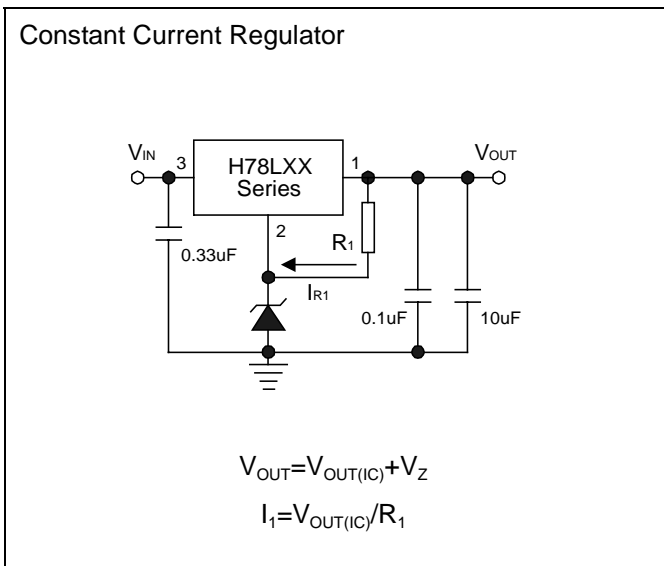 Constant Current Regulator
VIN
3
H78LXX
Series
1
VOUT
2
R1
0.33uF
IR1
0.1uF
10uF
VOUT=VOUT(IC)+VZ
I1=VOUT(IC)/R1